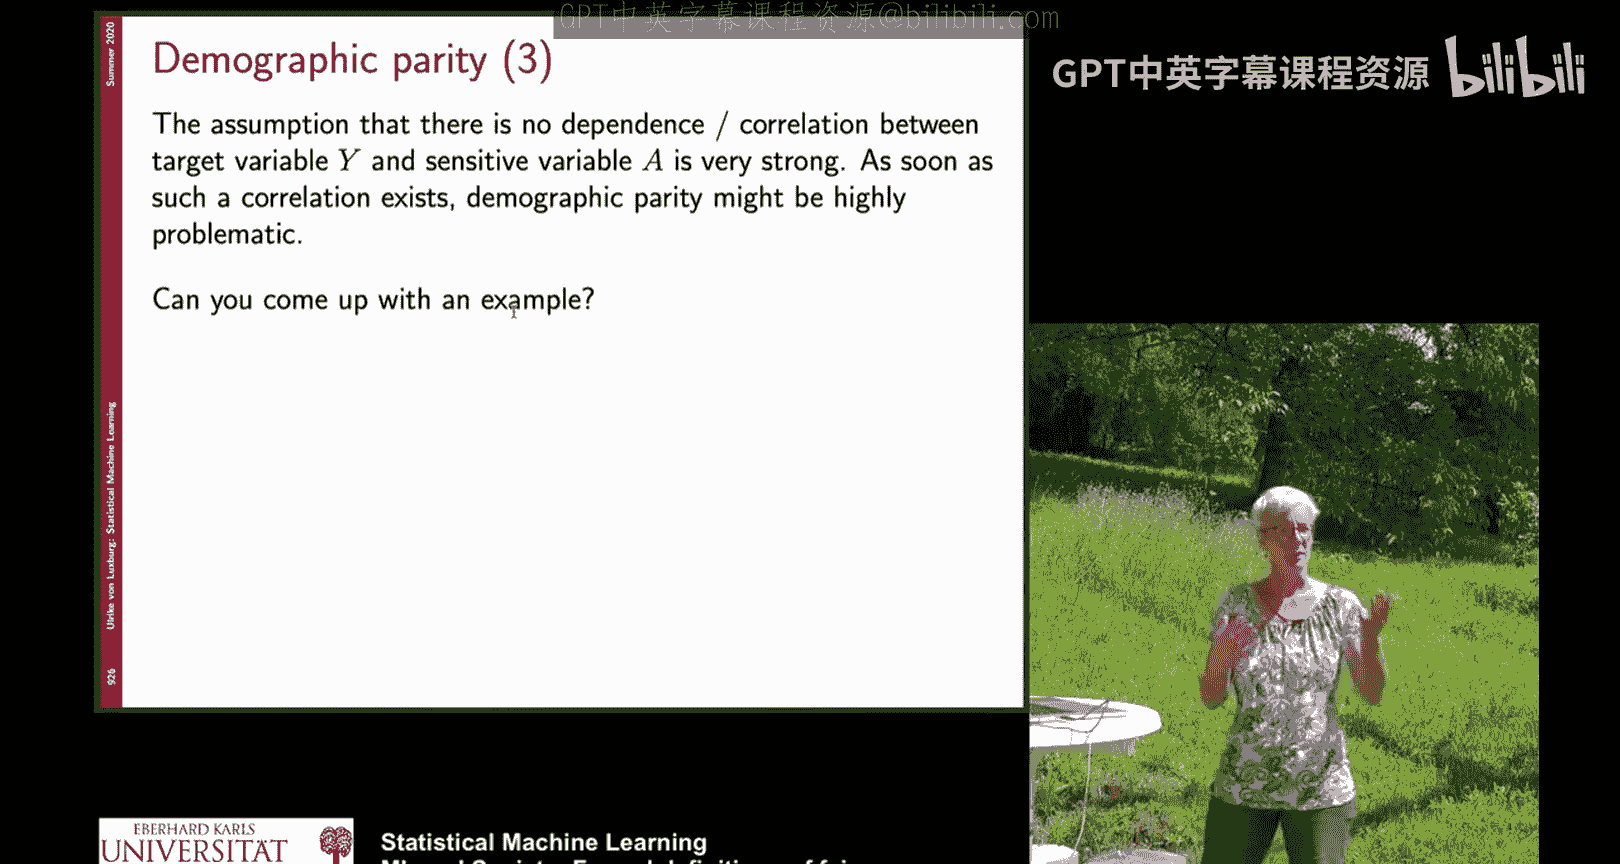 GPT中英字幕课程资源@bilibili.com
GPT中英字幕课程资源 bilibili
Summer 2020
Demographic parity (3)
The assumption that there is no dependence / correlation between
target variable Y and sensitive variable A is very strong. As soon as
such a correlation exists, demographic parity might be highly
problematic.
Can you come up with an example?
Ulrike von Luxburg: Statistical Machine Learning
926
EBERHARD KARLS
UNIVERSITÄT
Statistical Machine Learning